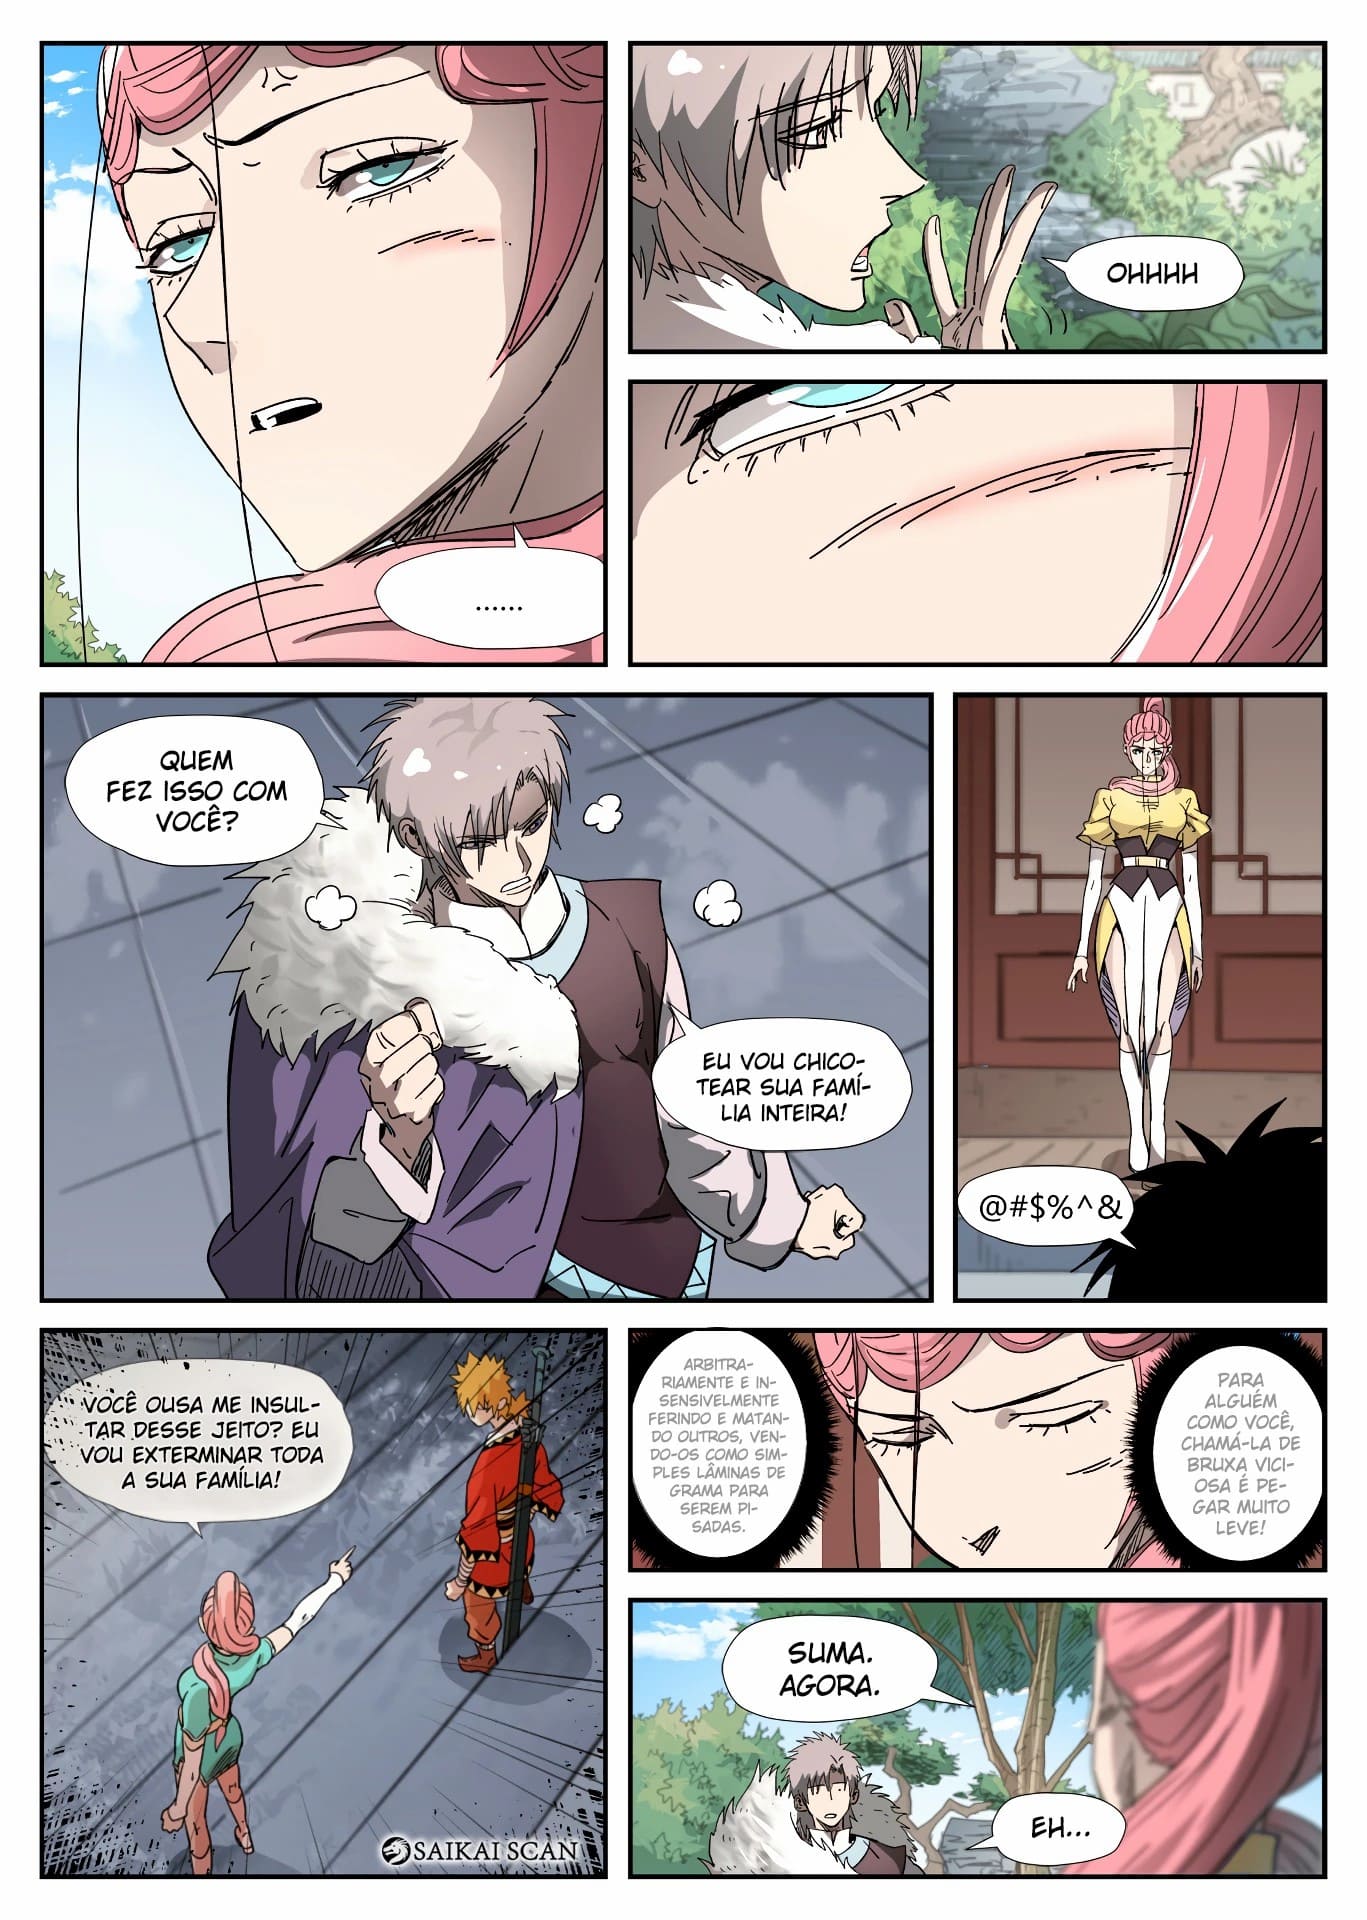 ......
OHHHH
QUEM
FEZ ISSO COM
VOCÊ?
EU VOU CHICO-
TEAR SUA FAMÍ-
LIA INTEIRA!
@#$%^&
VOCÊ OUSA ME INSUL-
TAR DESSE JEITO? EU
VOU EXTERMINAR TODA
A SUA FAMÍLIA!
SAIKAI SCAN
ARBITRA-
RIAMENTE E IN-
SENSIVELMENTE
FERINDO E MATAN-
DO OUTROS, VEN-
DO-OS COMO SIM-
PLES LÂMINAS DE
GRAMA PARA
SEREM PI-
SADAS.
PARA
ALGUÉM
COMO VOCÊ,
CHAMÁ-LA DE
BRUXA VICI-
OSA É PE-
GAR MUITO
LEVE!
SUMA.
AGORA.
EH...